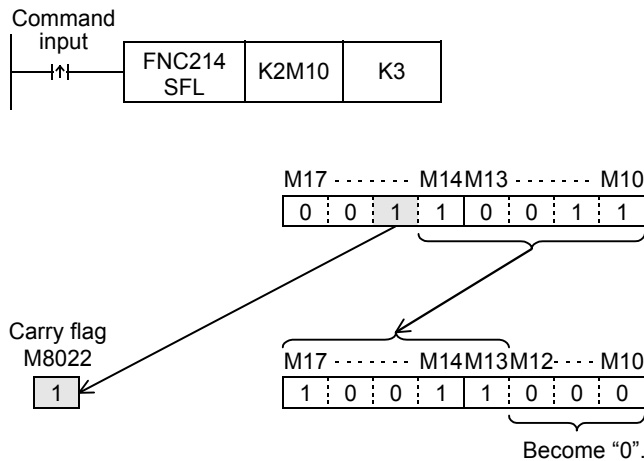 Command
input
FNC214
SFL
K2M10
K3
M17 - - - - - - - M14 M13 - - - - - - - M10
0 0 1 1 0 0 1 1
Carry flag
M8022
1
M17 - - - - - - - M14 M13 M12 - - - - M10
1 0 0 1 1 0 0 0
Become “0”.